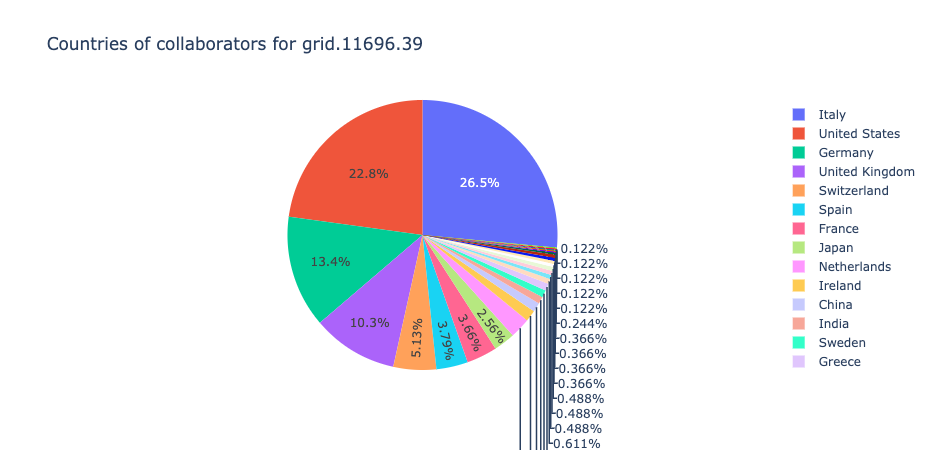 Countries of collaborators for grid.11696.39
26.5%
22.8%
13.4%
10.3%
5.13%
3.79%
3.66%
2.56%
0.122%
0.122%
0.122%
0.122%
0.122%
0.244%
0.366%
0.366%
0.366%
0.366%
0.488%
0.488%
0.488%
0.611%
Italy
United States
Germany
United Kingdom
Switzerland
Spain
France
Japan
Netherlands
Ireland
China
India
Sweden
Greece